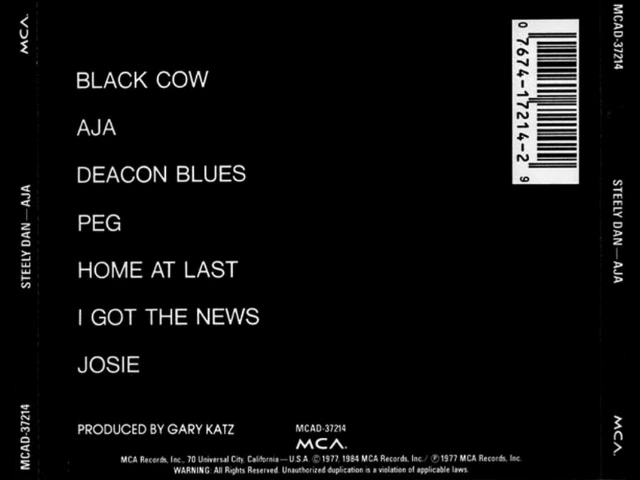 MCA.
STEELY DAN—AJA
MCAD-37214
BLACK COW
AJA
DEACON BLUES
PEG
HOME AT LAST
I GOT THE NEWS
JOSIE
PRODUCED BY GARY KATZ
MCAD-37214
MCA.
MCA Records, Inc., 70 Universal City, California—U.S.A. ©1977, 1984 MCA Records, Inc./ ℗1977 MCA Records, Inc.
WARNING: All Rights Reserved. Unauthorized duplication is a violation of applicable laws.
0 7674-17214-2 9
MCAD-37214
STEELY DAN—AJA
MCA.